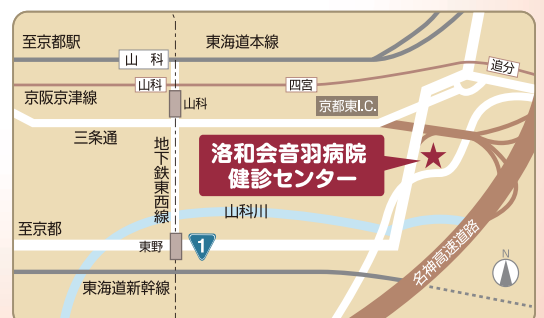 至京都駅
東海道本線
山 科
追分
山科
四宮
京阪京津線
山科
京都東I.C.
三条通
洛和会音羽病院
健診センター
地下鉄東西線
山科川
至京都
東野
1
名神高速道路
N
東海道新幹線